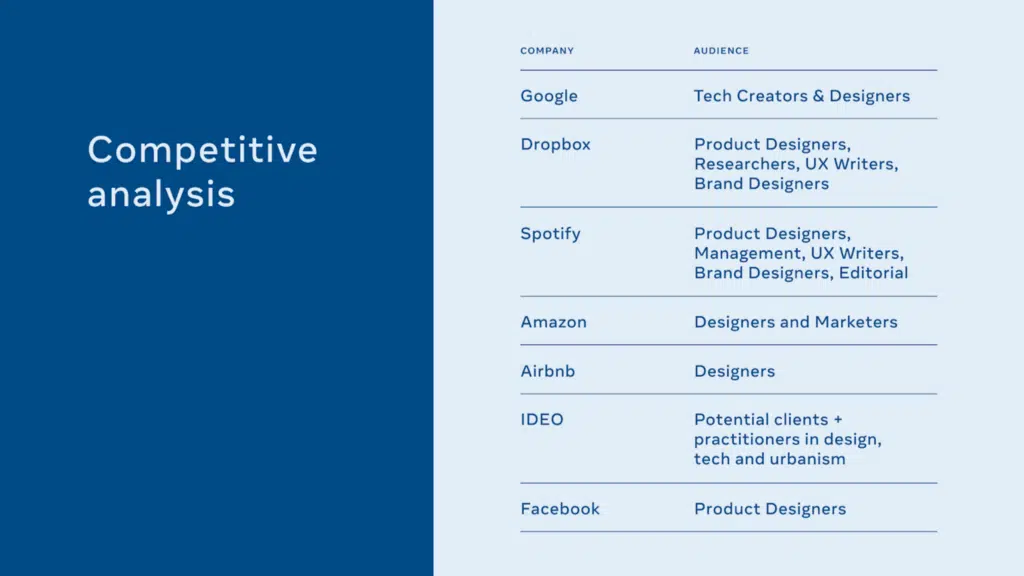 Competitive
analysis
COMPANY AUDIENCE
Google Tech Creators & Designers
Dropbox Product Designers,
Researchers, UX Writers,
Brand Designers
Spotify Product Designers,
Management, UX Writers,
Brand Designers, Editorial
Amazon Designers and Marketers
Airbnb Designers
IDEO Potential clients +
practitioners in design,
tech and urbanism
Facebook Product Designers